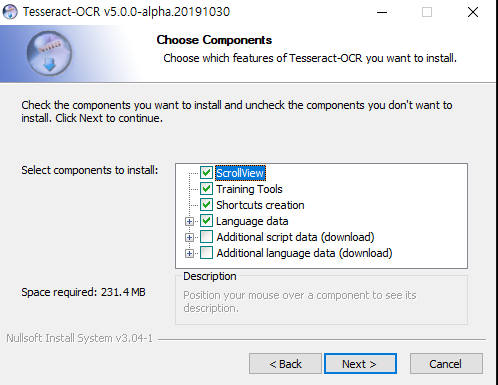 Tesseract-OCR v5.0.0-alpha.20191030
Choose Components
Choose which features of Tesseract-OCR you want to install.
Check the components you want to install and uncheck the components you don't want to
install. Click Next to continue.
Select components to install:
ScrollView
Training Tools
Shortcuts creation
Language data
Additional script data (download)
Additional language data (download)
Space required: 231.4 MB
Description
Position your mouse over a component to see its
description.
Nullsoft Install System v3.04-1
< Back
Next >
Cancel